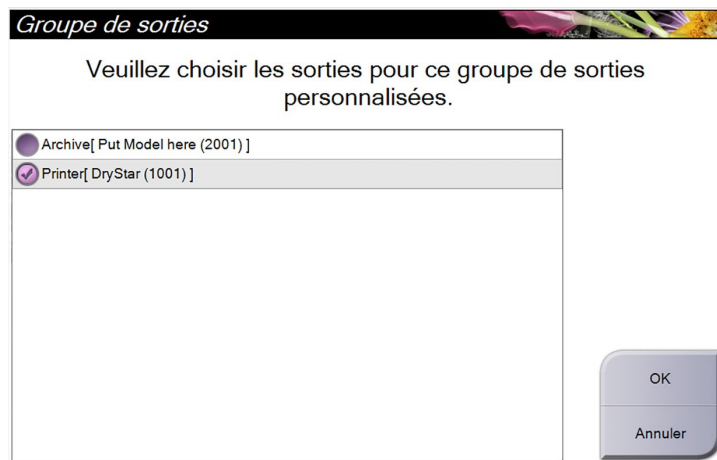 Groupe de sorties
Veuillez choisir les sorties pour ce groupe de sorties
personnalisées.
Archive[ Put Model here (2001) ]
Printer[ DryStar (1001) ]
OK
Annuler